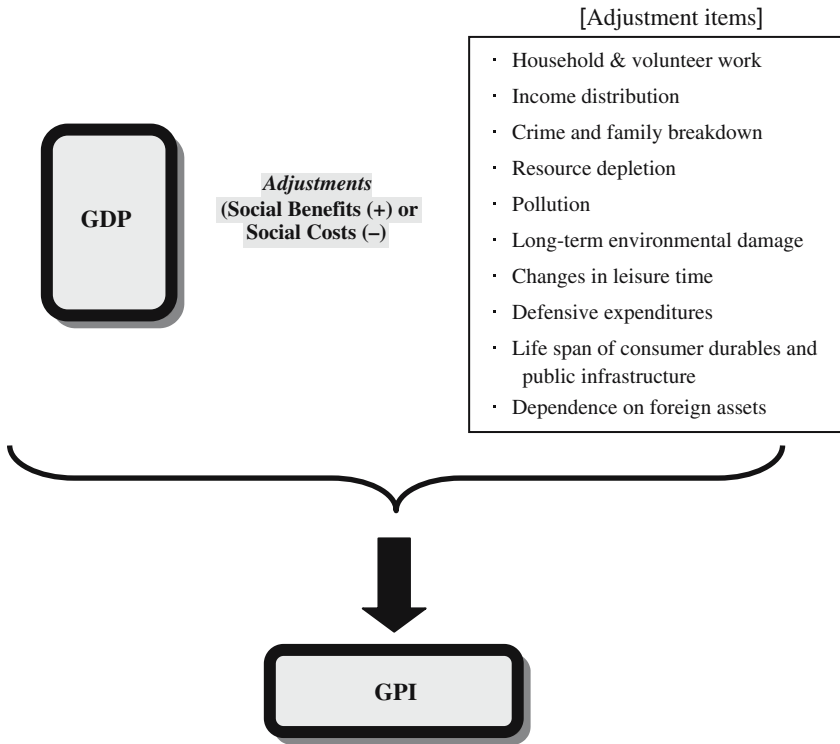 [Adjustment items]
· Household & volunteer work
· Income distribution
· Crime and family breakdown
· Resource depletion
· Pollution
· Long-term environmental damage
· Changes in leisure time
· Defensive expenditures
· Life span of consumer durables and
public infrastructure
· Dependence on foreign assets
GDP
Adjustments
(Social Benefits (+) or
Social Costs (–)
GPI